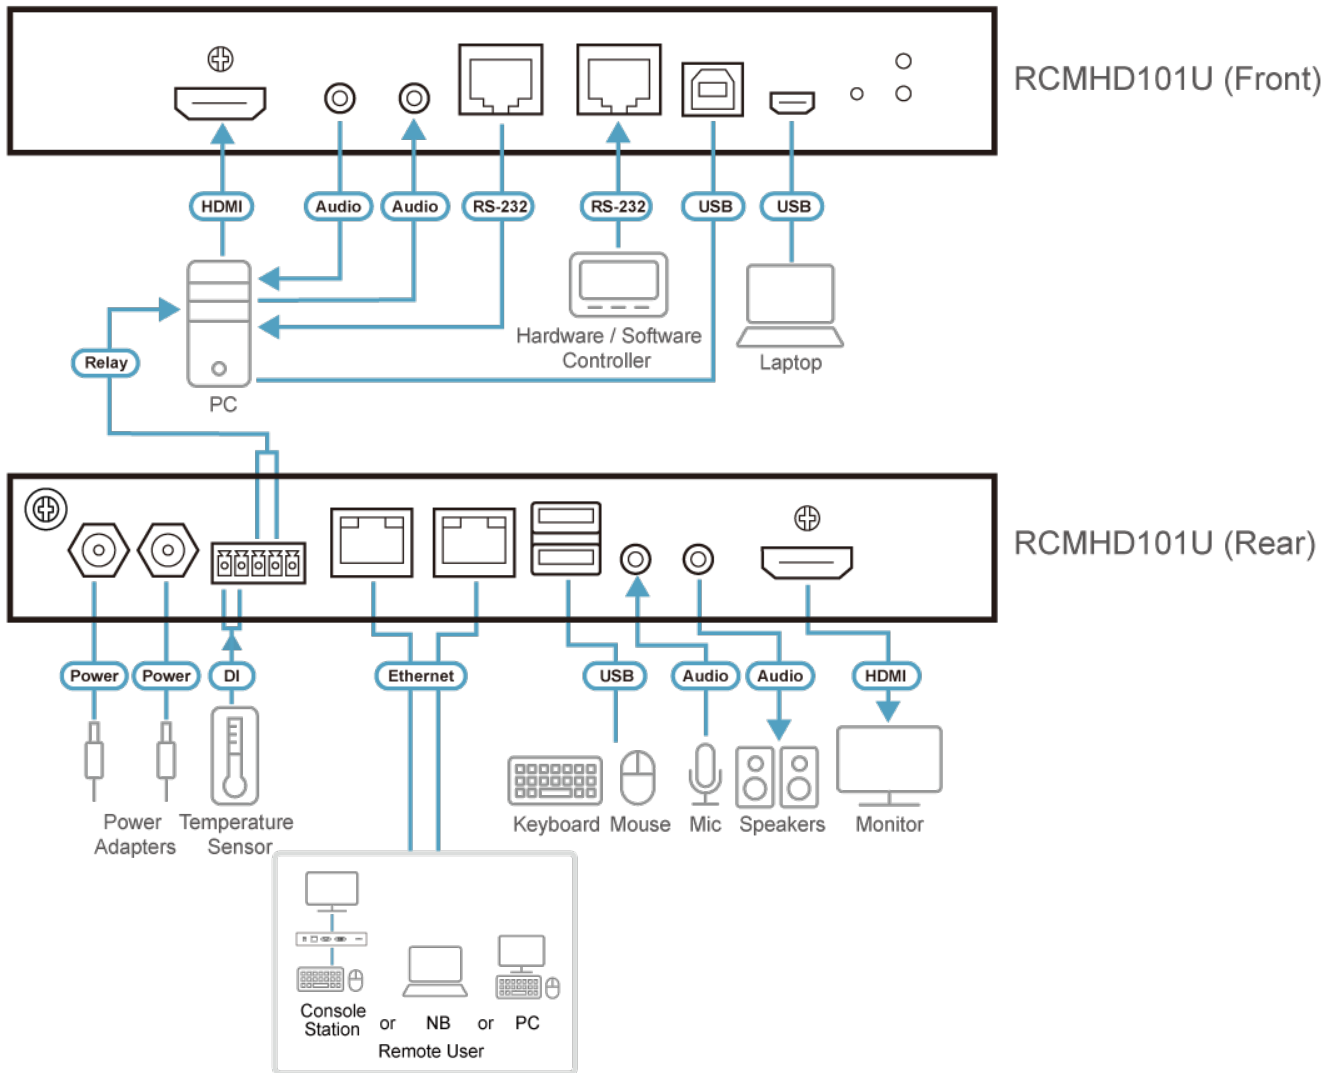 RCMHD101U (Front)
HDMI
Audio
Audio
RS-232
RS-232
USB
USB
Hardware / Software
Controller
Laptop
Relay
PC
RCMHD101U (Rear)
Power
Power
DI
Ethernet
USB
Audio
Audio
HDMI
Power
Adapters
Temperature
Sensor
Keyboard
Mouse
Mic
Speakers
Monitor
Console
Station
or
NB
or
PC
Remote User